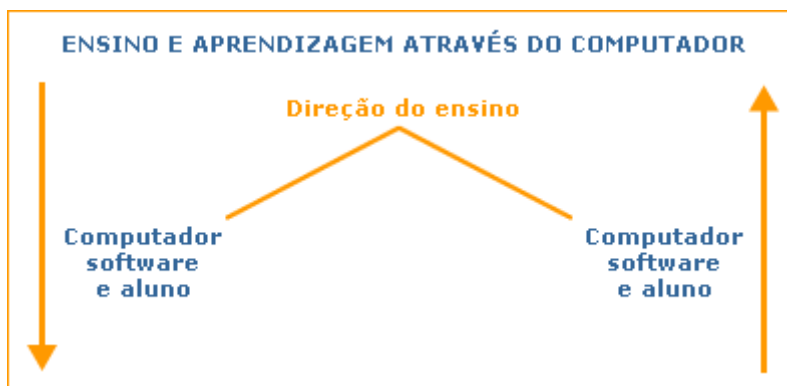 ENSINO E APRENDIZAGEM ATRAVÉS DO COMPUTADOR
Direção do ensino
Computador
software
e aluno
Computador
software
e aluno